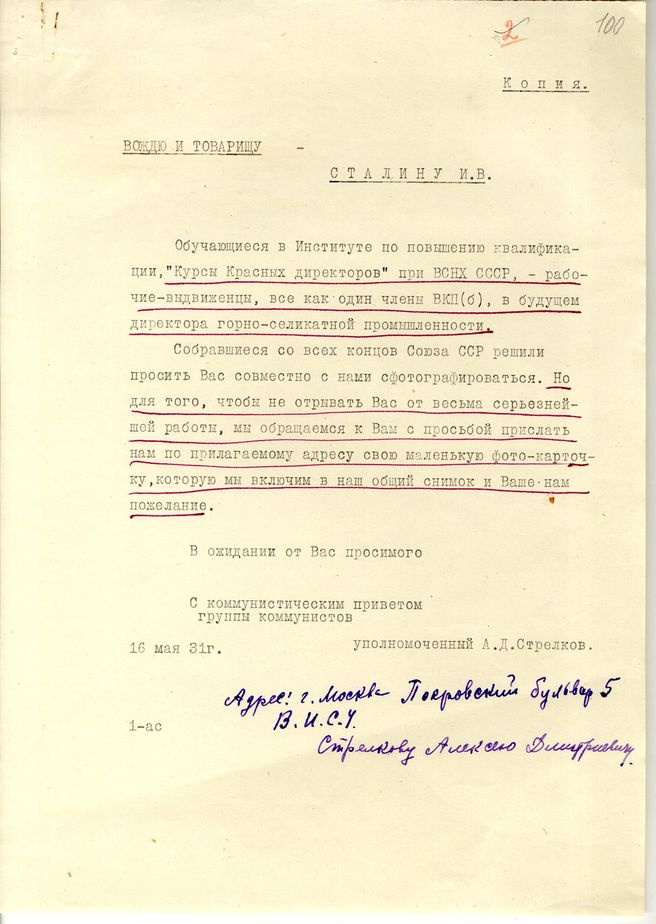 2
100
Копия.
ВОЖДЮ И ТОВАРИЩУ -
СТАЛИНУ И.В.
Обучающиеся в Институте по повышению квалифика-
ции,"Курсы Красных директоров" при ВСНХ СССР, - рабо-
чие-выдвиженцы, все как один члены ВКП(б), в будущем
директора горно-селикатной промышленности.
Собравшиеся со всех концов Союза ССР решили
просить Вас совместно с нами сфотографироваться. Но
для того, чтобы не отрывать Вас от весьма серьезней-
шей работы, мы обращаемся к Вам с просьбой прислать
нам по прилагаемому адресу свою маленькую фото-карточ-
ку,которую мы включим в наш общий снимок и Ваше-нам
пожелание.
В ожидании от Вас просимого
С коммунистическим приветом
группы коммунистов
16 мая 31г.
уполномоченный А.Д.Стрелков.
Адрес: г. Москва Покровский бульвар 5
В.И.С.У.
1-ас
Стрелкову Алексею Дмитриевичу